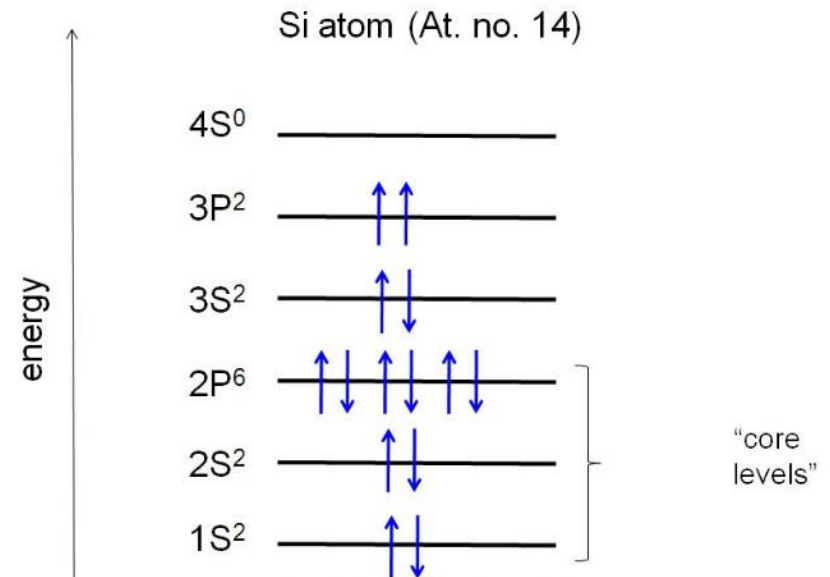 Si atom (At. no. 14)
4S⁰
3P²
3S²
2P⁶
2S²
1S²
energy
“core
levels”